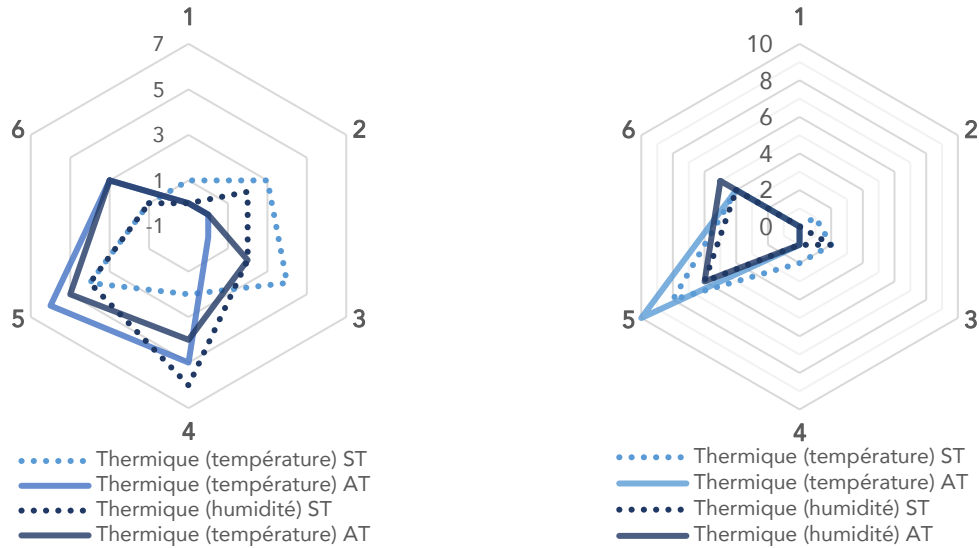 1
7
5
3
1
-1
2
3
4
5
6
Thermique (température) ST
Thermique (température) AT
Thermique (humidité) ST
Thermique (température) AT
1
10
8
6
4
2
0
2
3
4
5
6
Thermique (température) ST
Thermique (température) AT
Thermique (humidité) ST
Thermique (humidité) AT